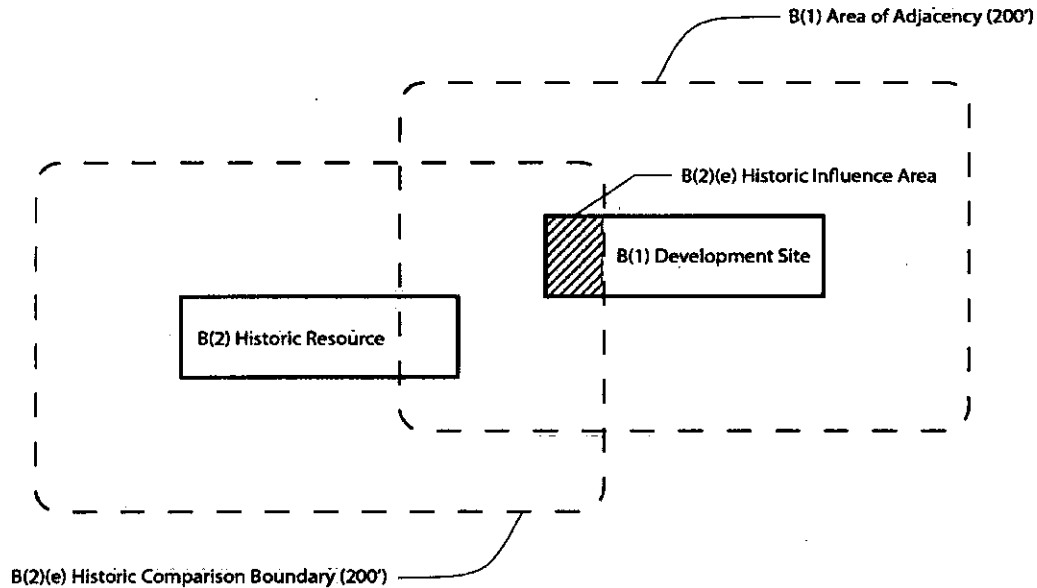 B(1) Area of Adjacency (200')
B(2)(e) Historic Influence Area
B(1) Development Site
B(2) Historic Resource
B(2)(e) Historic Comparison Boundary (200')